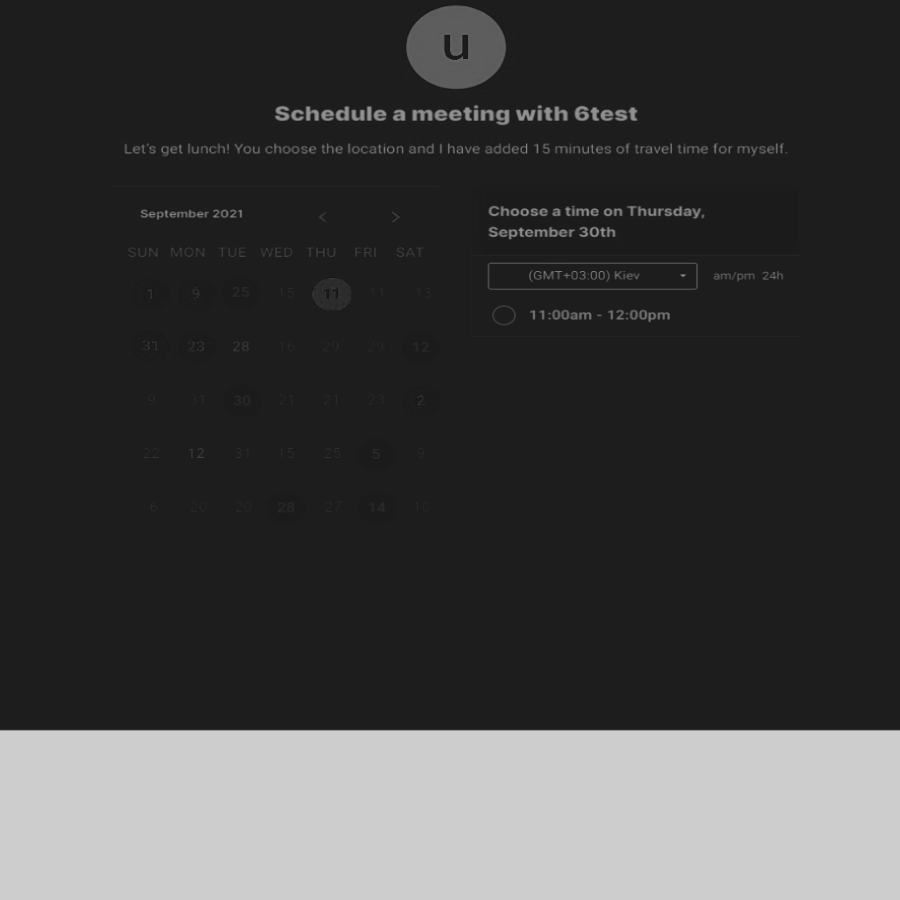 u
Schedule a meeting with 6test
Let's get lunch! You choose the location and I have added 15 minutes of travel time for myself.
September 2021 < >
SUN MON TUE WED THU FRI SAT
1 9 25 15 11 11 13
31 23 28 16 29 29 12
9 31 30 21 21 23 2
22 12 31 15 25 5 9
6 20 20 28 27 14 10
Choose a time on Thursday,
September 30th
(GMT+03:00) Kiev am/pm 24h
11:00am - 12:00pm